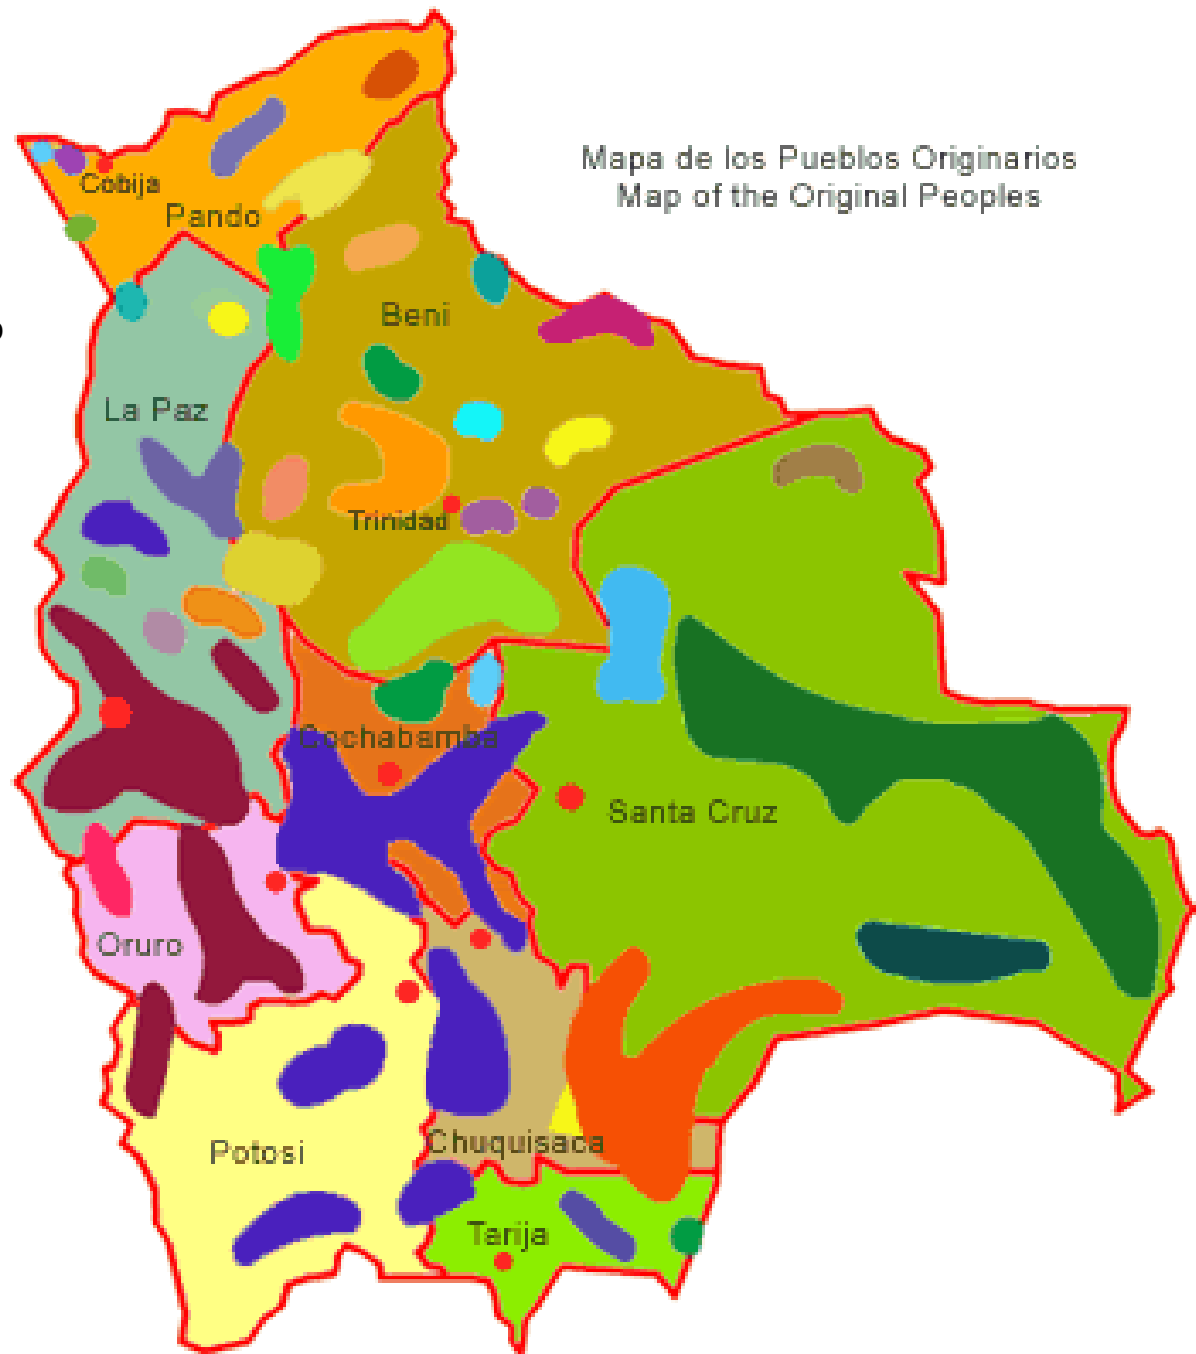 Mapa de los Pueblos Originarios
Map of the Original Peoples
Cobija
Pando
Beni
La Paz
Trinidad
Cochabamba
Santa Cruz
Oruro
Potosi
Chuquisaca
Tarija